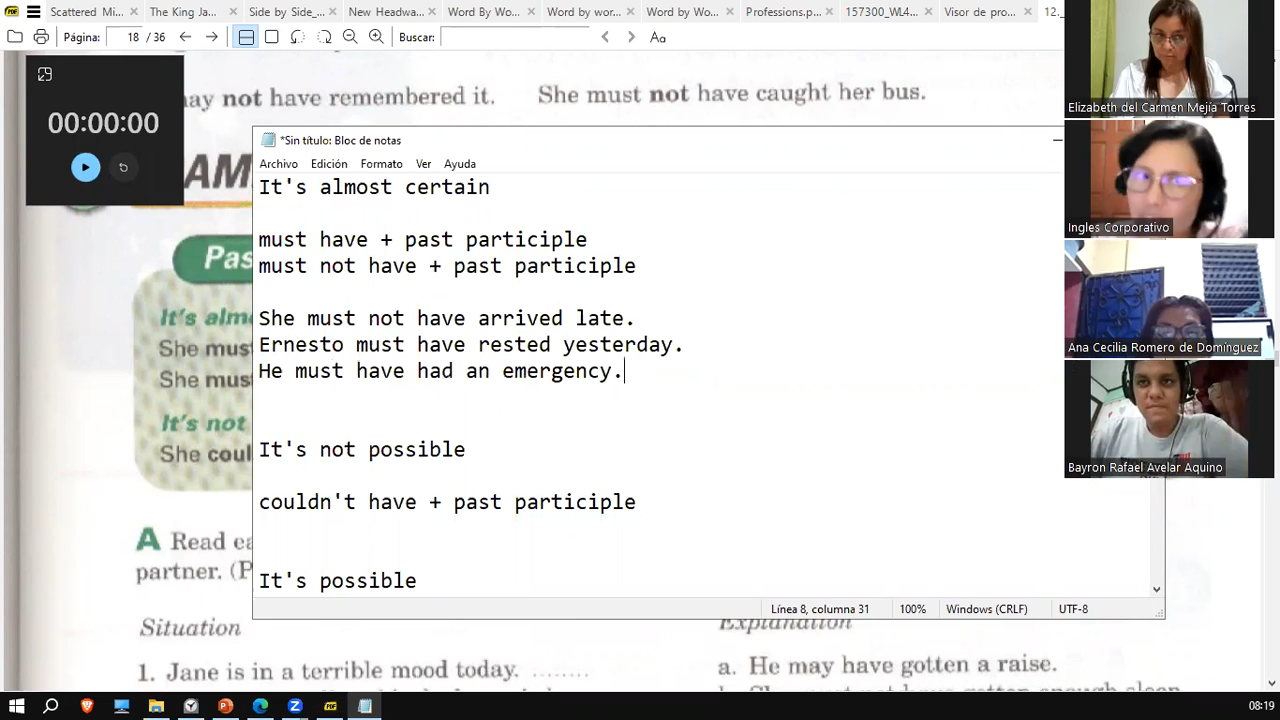 Scattered Mi...
The King Ja...
Side by Side_...
New Headwa...
Word By Wo...
Word by wor...
Word by Wo...
Professions.p...
157300_WL4...
Visor de pro...
12._
Página: 18 / 36
Buscar:
Aa
may not have remembered it. She must not have caught her bus.
00:00:00
*Sin título: Bloc de notas
Archivo Edición Formato Ver Ayuda
It's almost certain
must have + past participle
must not have + past participle
She must not have arrived late.
Ernesto must have rested yesterday.
He must have had an emergency.
It's not possible
couldn't have + past participle
It's possible
Línea 8, columna 31 100% Windows (CRLF) UTF-8
Pas
It's alm
She mus
She mus
It's not
She coul
A Read ea
partner. (P
Situation
Explanation
1. Jane is in a terrible mood today. ........
a. He may have gotten a raise.
Elizabeth del Carmen Mejía Torres
Ingles Corporativo
Ana Cecilia Romero de Domínguez
Bayron Rafael Avelar Aquino
08:19